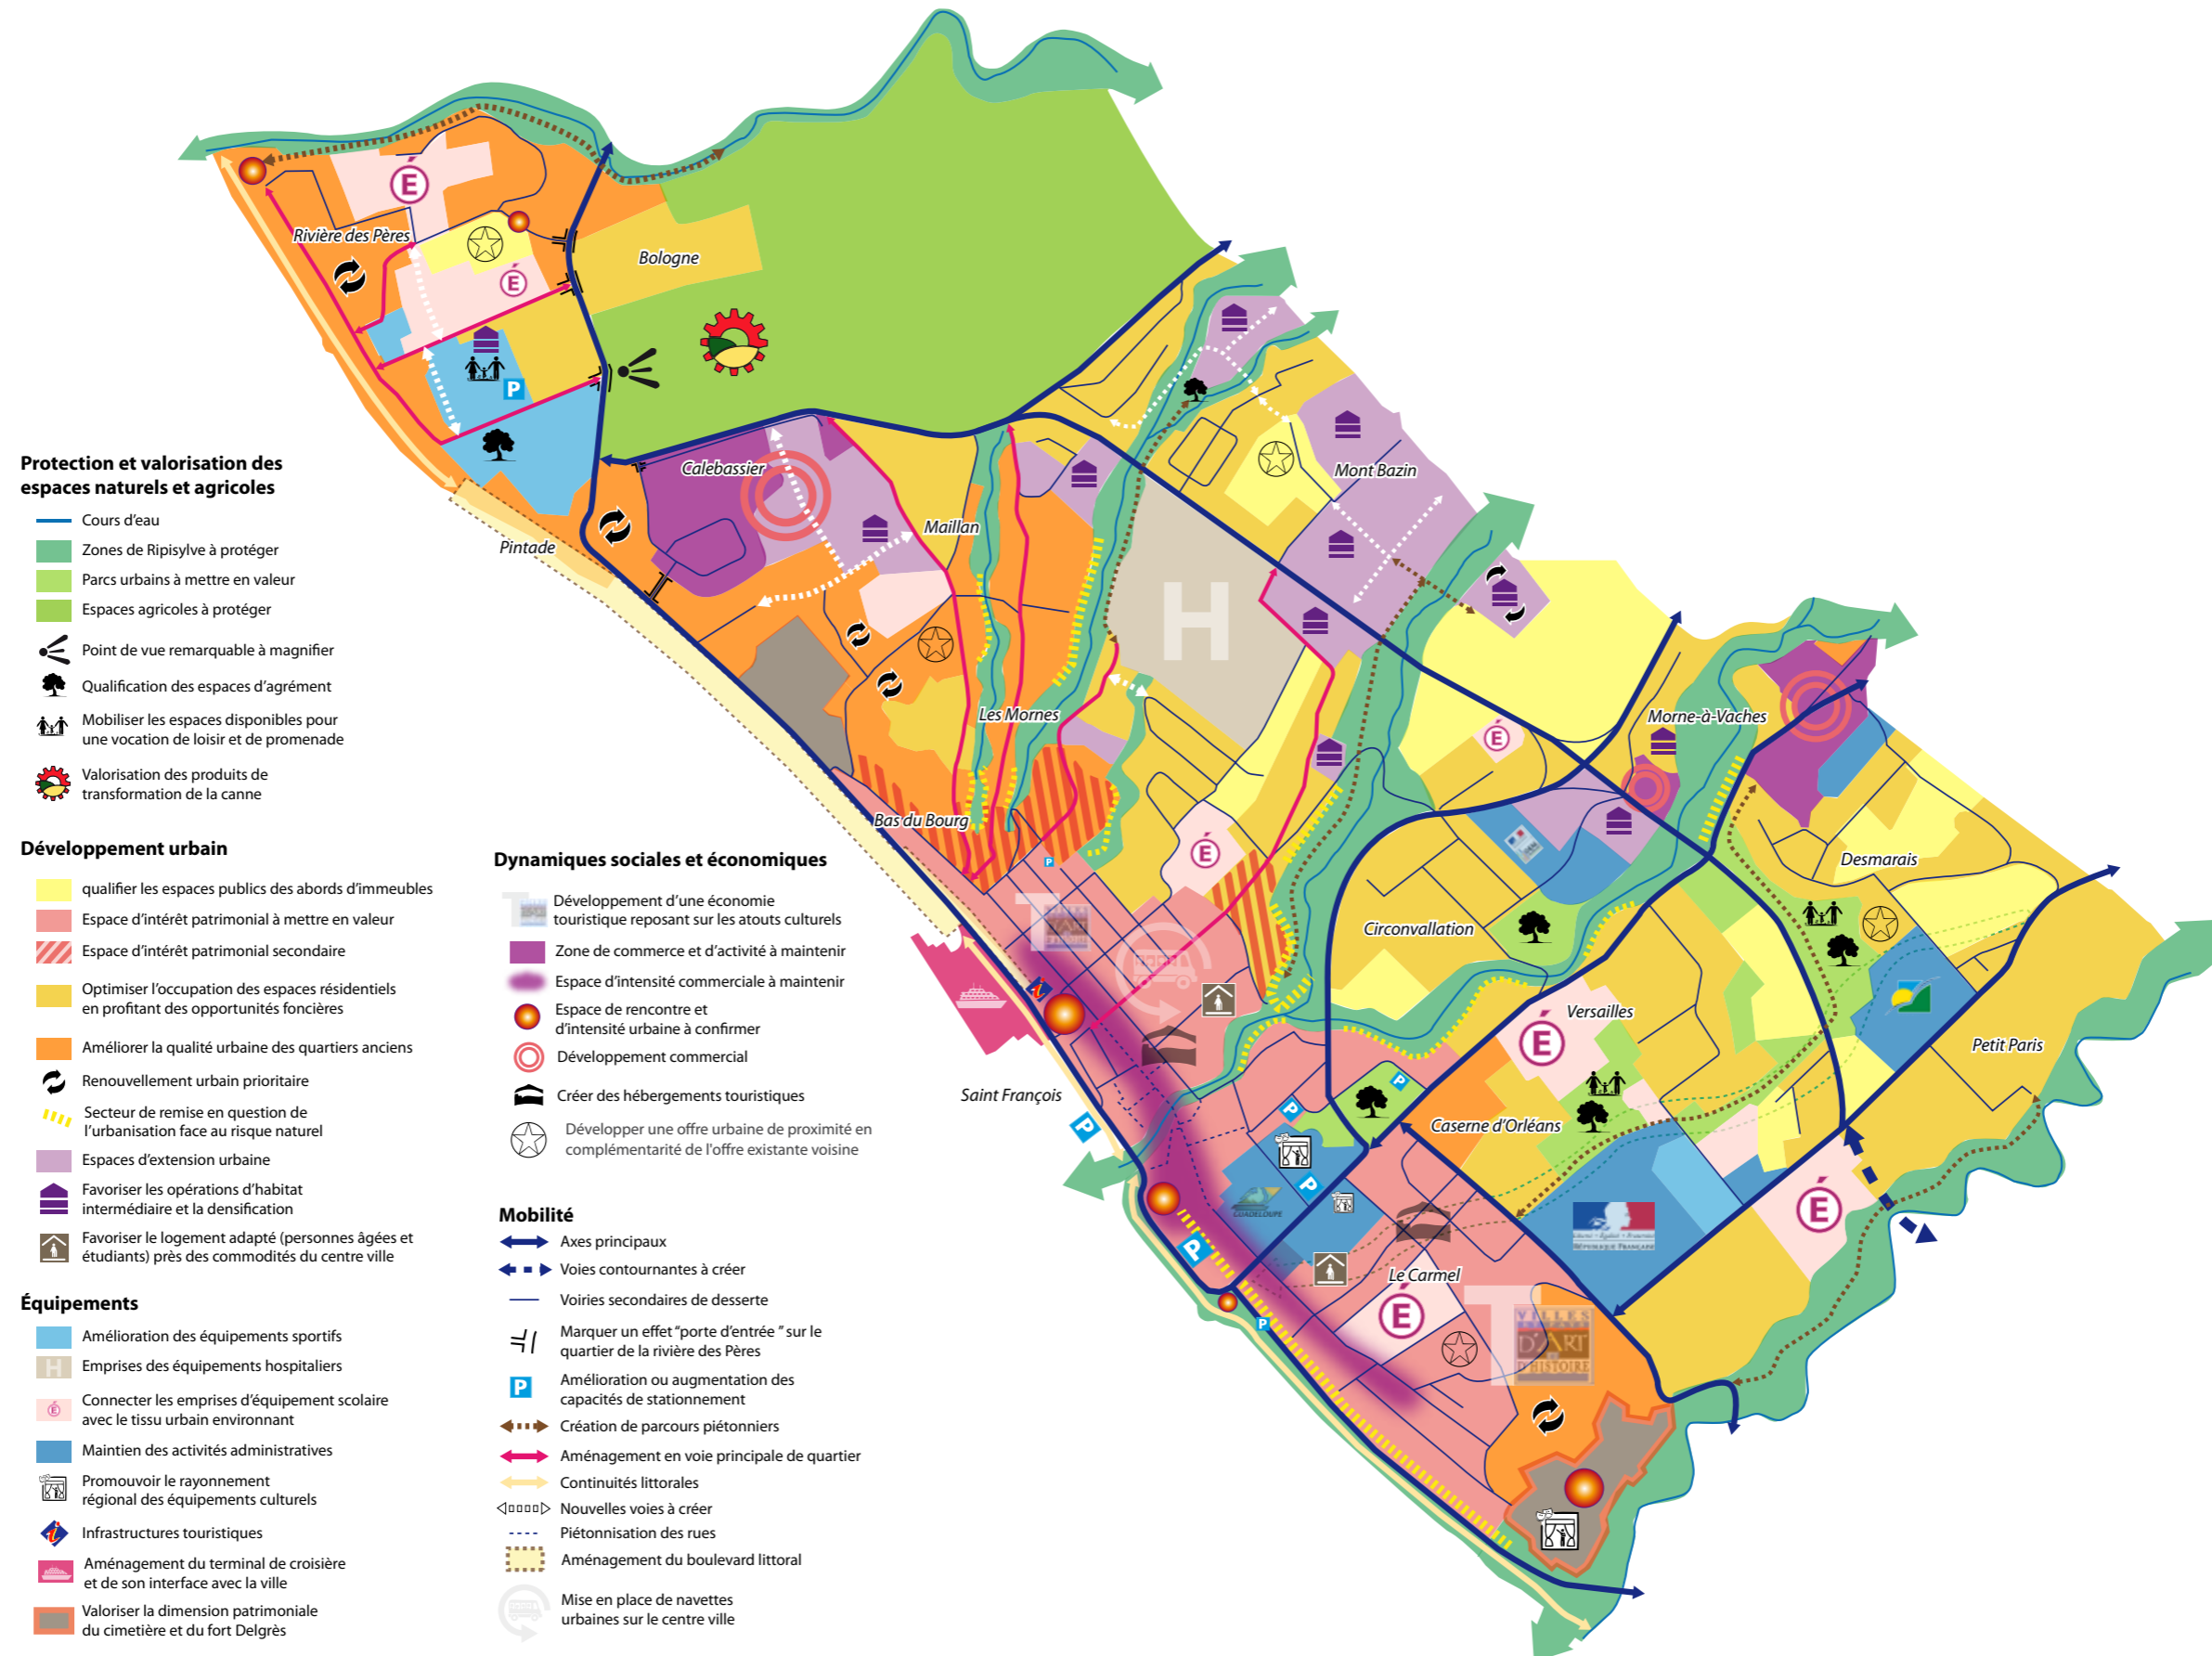 Protection et valorisation des
espaces naturels et agricoles
Cours d'eau
Zones de Ripisylve à protéger
Parcs urbains à mettre en valeur
Espaces agricoles à protéger
Point de vue remarquable à magnifier
Qualification des espaces d'agrément
Mobiliser les espaces disponibles pour
une vocation de loisir et de promenade
Valorisation des produits de
transformation de la canne
Développement urbain
qualifier les espaces publics des abords d'immeubles
Espace d'intérêt patrimonial à mettre en valeur
Espace d'intérêt patrimonial secondaire
Optimiser l'occupation des espaces résidentiels
en profitant des opportunités foncières
Améliorer la qualité urbaine des quartiers anciens
Renouvellement urbain prioritaire
Secteur de remise en question de
l'urbanisation face au risque naturel
Espaces d'extension urbaine
Favoriser les opérations d'habitat
intermédiaire et la densification
Favoriser le logement adapté (personnes âgées et
étudiants) près des commodités du centre ville
Équipements
Amélioration des équipements sportifs
H
Emprises des équipements hospitaliers
É
Connecter les emprises d'équipement scolaire
avec le tissu urbain environnant
Maintien des activités administratives
Promouvoir le rayonnement
régional des équipements culturels
i
Infrastructures touristiques
Aménagement du terminal de croisière
et de son interface avec la ville
Valoriser la dimension patrimoniale
du cimetière et du fort Delgrès
Dynamiques sociales et économiques
T
Développement d'une économie
touristique reposant sur les atouts culturels
Zone de commerce et d'activité à maintenir
Espace d'intensité commerciale à maintenir
Espace de rencontre et
d'intensité urbaine à confirmer
Développement commercial
Créer des hébergements touristiques
Développer une offre urbaine de proximité en
complémentarité de l'offre existante voisine
Mobilité
Axes principaux
Voies contournantes à créer
Voiries secondaires de desserte
Marquer un effet "porte d'entrée " sur le
quartier de la rivière des Pères
P
Amélioration ou augmentation des
capacités de stationnement
Création de parcours piétonniers
Aménagement en voie principale de quartier
Continuités littorales
Nouvelles voies à créer
Piétonnisation des rues
Aménagement du boulevard littoral
Mise en place de navettes
urbaines sur le centre ville
É
Rivière des Pères
Bologne
É
P
Calebassier
Mont Bazin
Maillan
Pintade
H
Les Mornes
Morne-à-Vaches
É
Bas du Bourg
É
P
Desmarais
T
Circonvallation
i
Versailles
É
Petit Paris
Saint François
P
P
P
Caserne d'Orléans
P
GUADELOUPE
É
P
Liberté • Égalité • Fraternité
RÉPUBLIQUE FRANÇAISE
Le Carmel
É
P
T
VILLES
D'ART
D'HISTOIRE